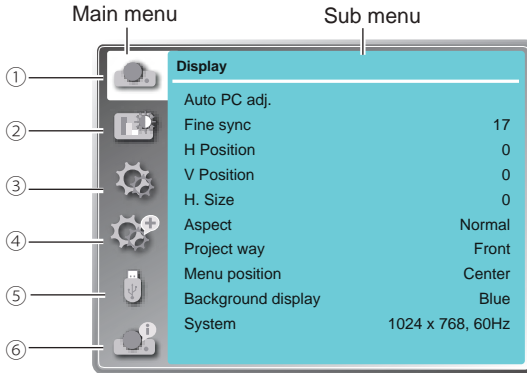 Main menu Sub menu
Display
① Auto PC adj.
Fine sync 17
② H Position 0
V Position 0
③ H. Size 0
Aspect Normal
④ Project way Front
Menu position Center
⑤ Background display Blue
System 1024 x 768, 60Hz
⑥